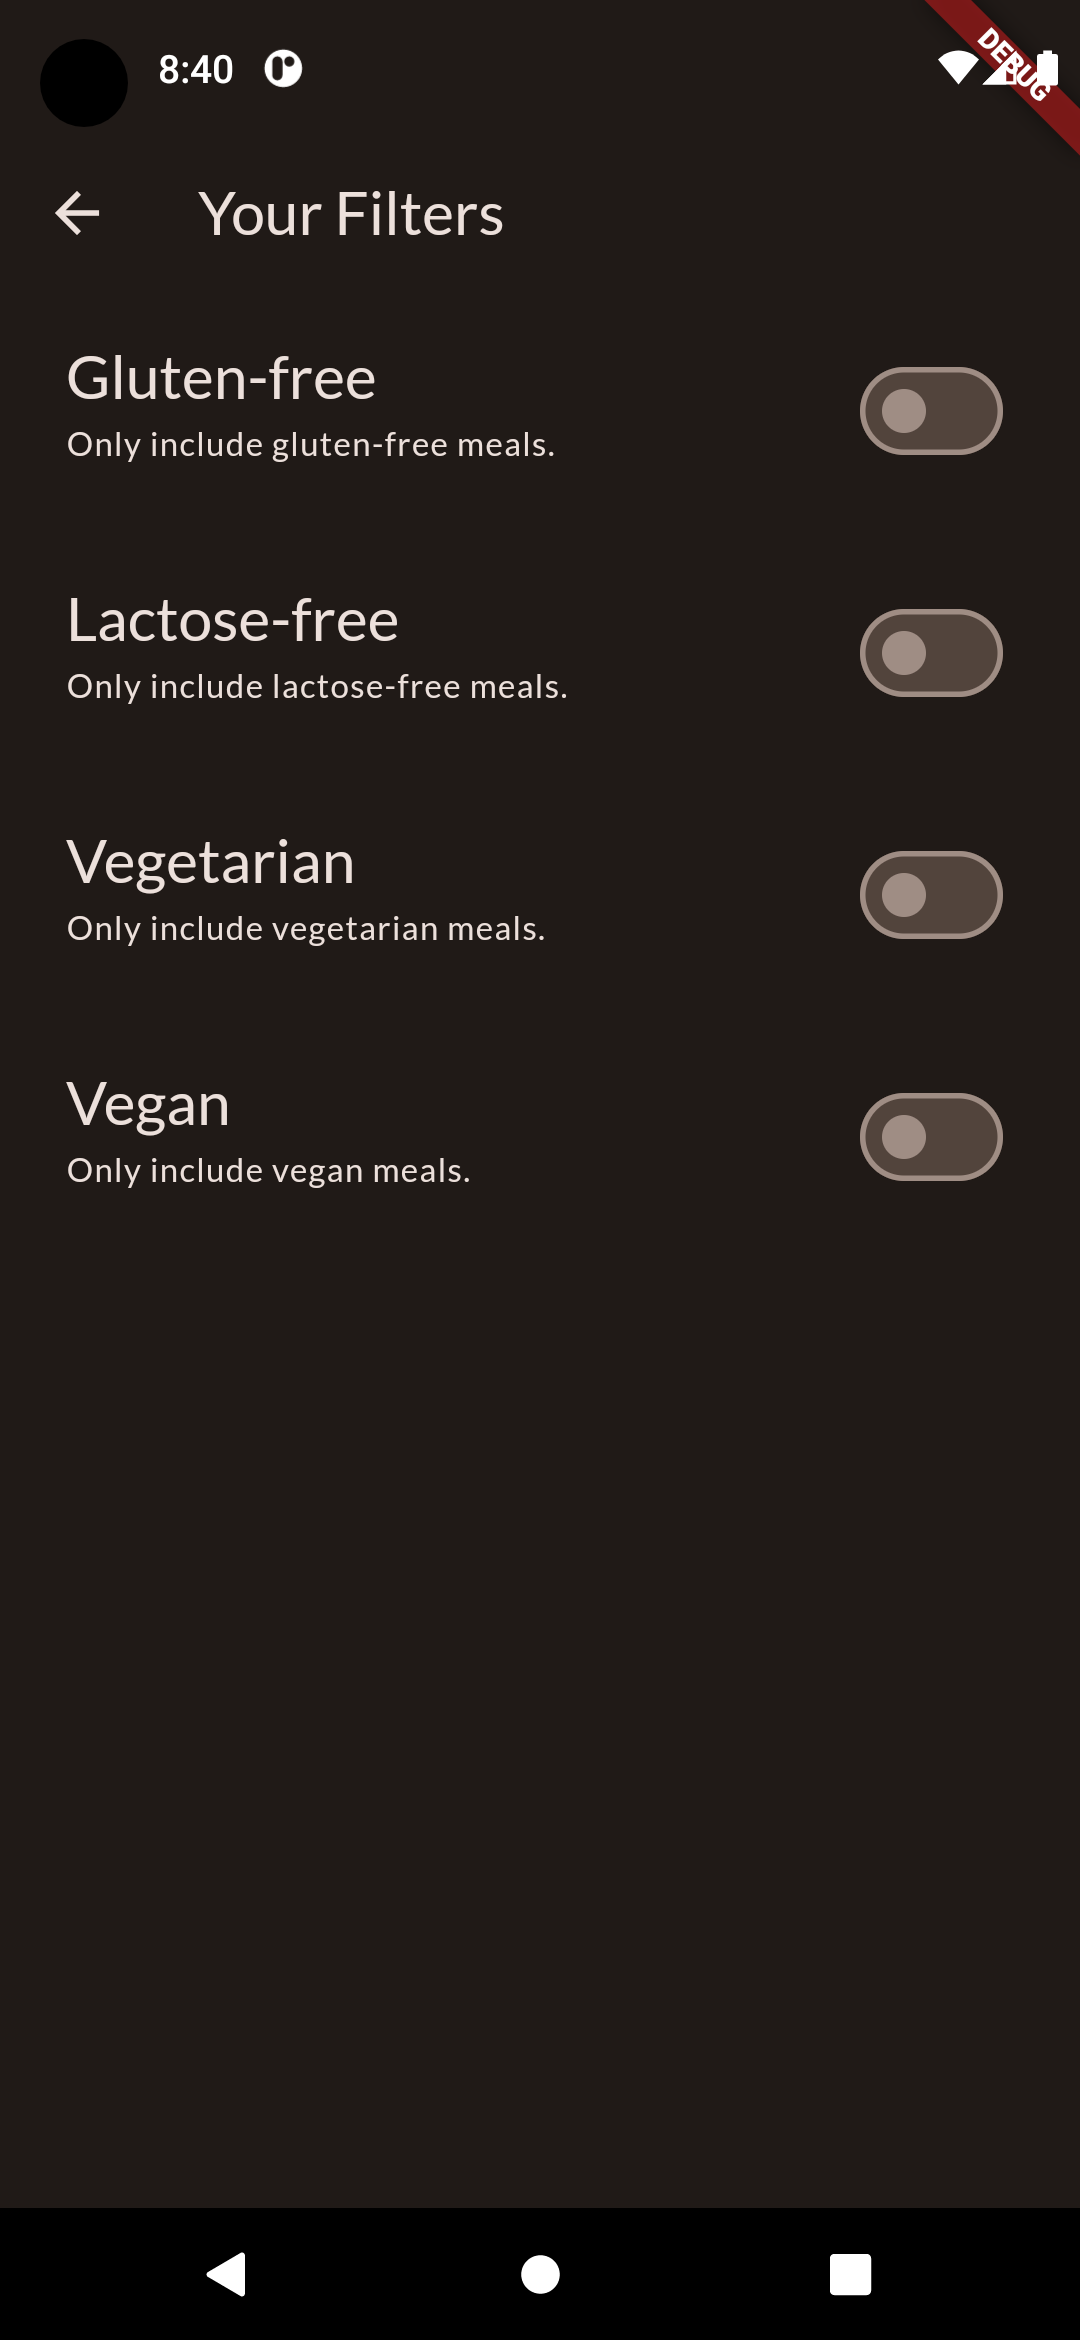 8:40
DEBUG
Your Filters
Gluten-free
Only include gluten-free meals.
Lactose-free
Only include lactose-free meals.
Vegetarian
Only include vegetarian meals.
Vegan
Only include vegan meals.